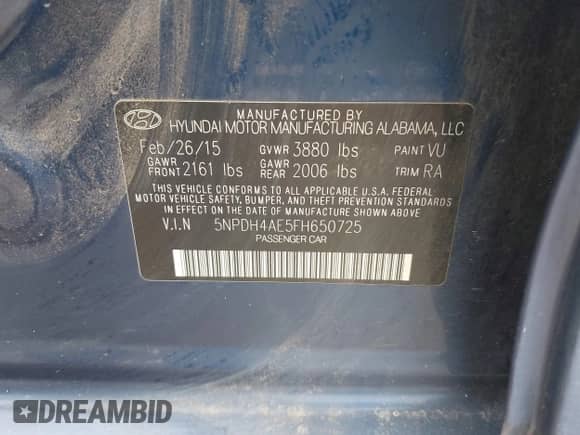 MANUFACTURED BY
HYUNDAI MOTOR MANUFACTURING ALABAMA, LLC
Feb/26/15 GVWR 3880 lbs PAINT VU
GAWR FRONT 2161 lbs GAWR REAR 2006 lbs TRIM RA
THIS VEHICLE CONFORMS TO ALL APPLICABLE U.S.A. FEDERAL
MOTOR VEHICLE SAFETY, BUMPER, AND THEFT PREVENTION STANDARDS
IN EFFECT ON THE DATE OF MANUFACTURE SHOWN ABOVE.
V.I.N 5NPDH4AE5FH650725
PASSENGER CAR
DREAMBID